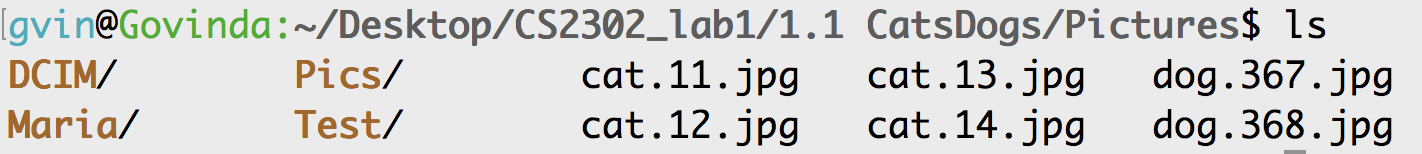 gvin@Govinda:~/Desktop/CS2302_lab1/1.1 CatsDogs/Pictures$ ls
DCIM/ Pics/ cat.11.jpg cat.13.jpg dog.367.jpg
Maria/ Test/ cat.12.jpg cat.14.jpg dog.368.jpg